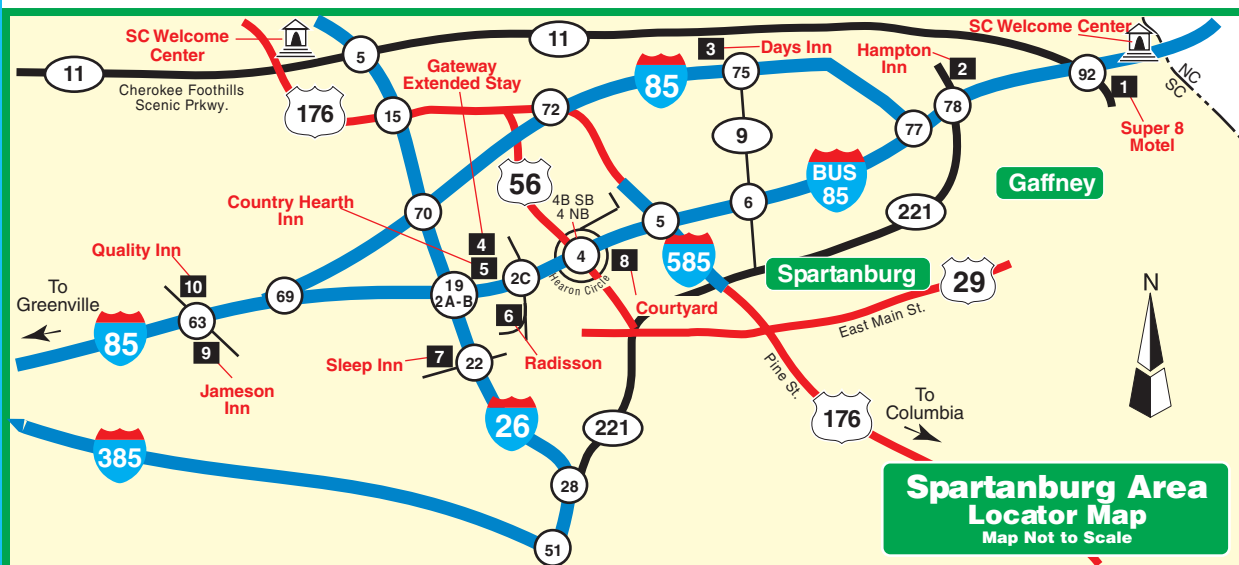 SC Welcome
Center
5
11
3
Days Inn
SC Welcome Center
Hampton
Inn
2
11
Cherokee Foothills
Scenic Prkwy.
Gateway
Extended Stay
85
75
92
1
NC
SC
176
15
72
78
77
Super 8
Motel
9
56
BUS
85
Gaffney
4B SB
4 NB
Country Hearth
Inn
70
5
6
221
Quality Inn
10
4
5
2C
4
8
Hearon Circle
585
Spartanburg
29
N
To
Greenville
69
19
2A-B
63
85
9
6
Courtyard
East Main St.
Jameson
Inn
Sleep Inn
7
22
Radisson
Pine St.
26
221
176
To
Columbia
385
28
51
Spartanburg Area
Locator Map
Map Not to Scale